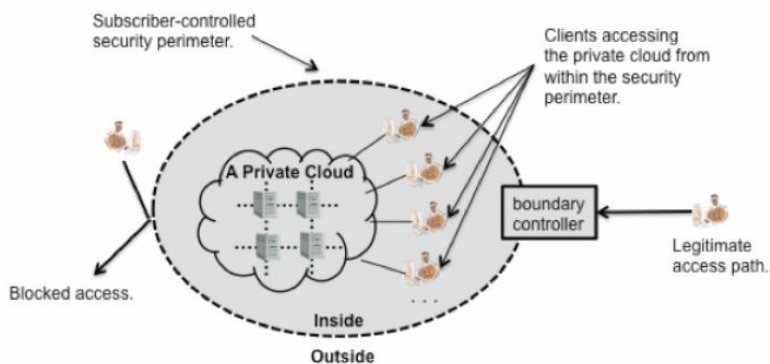 Subscriber-controlled
security perimeter.
Clients accessing
the private cloud from
within the security
perimeter.
A Private Cloud
boundary
controller
Legitimate
access path.
Blocked access.
. . .
Inside
Outside